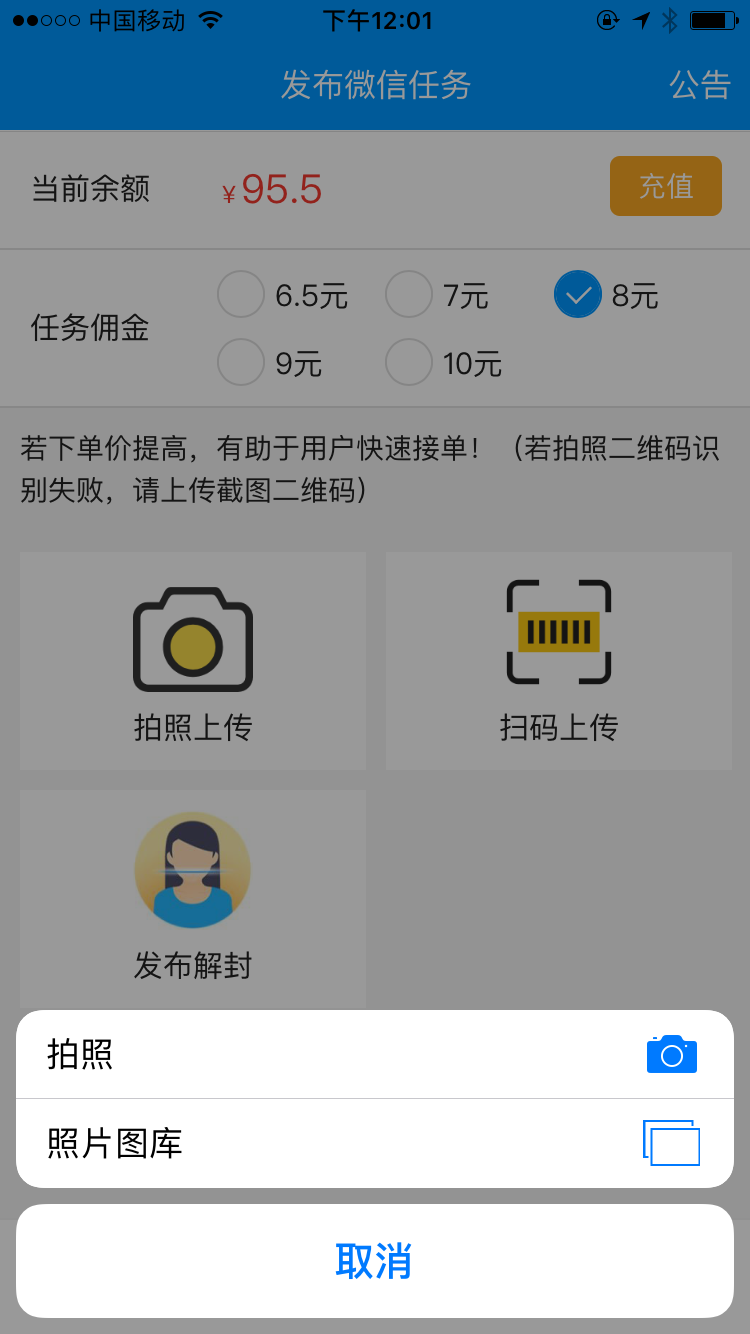 中国移动 下午12:01
发布微信任务 公告
当前余额 ¥95.5 充值
6.5元 7元 8元
任务佣金
9元 10元
若下单价提高，有助于用户快速接单！（若拍照二维码识
别失败，请上传截图二维码）
拍照上传 扫码上传
发布解封
拍照
照片图库
取消